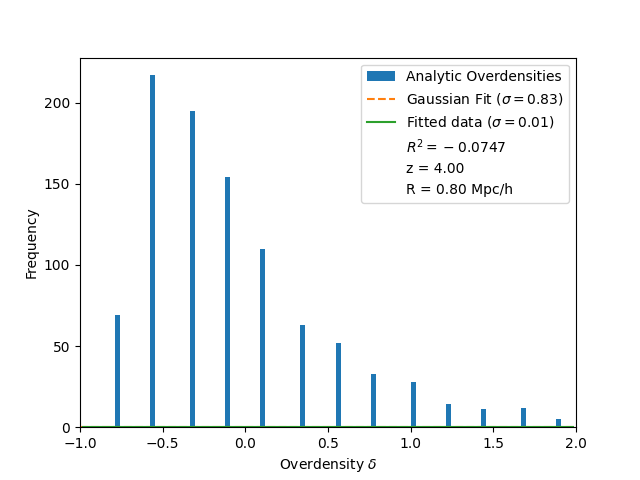 Analytic Overdensities
Gaussian Fit (σ = 0.83)
Fitted data (σ = 0.01)
R² = −0.0747
z = 4.00
R = 0.80 Mpc/h
Frequency
200
150
100
50
0
−1.0 −0.5 0.0 0.5 1.0 1.5 2.0
Overdensity δ